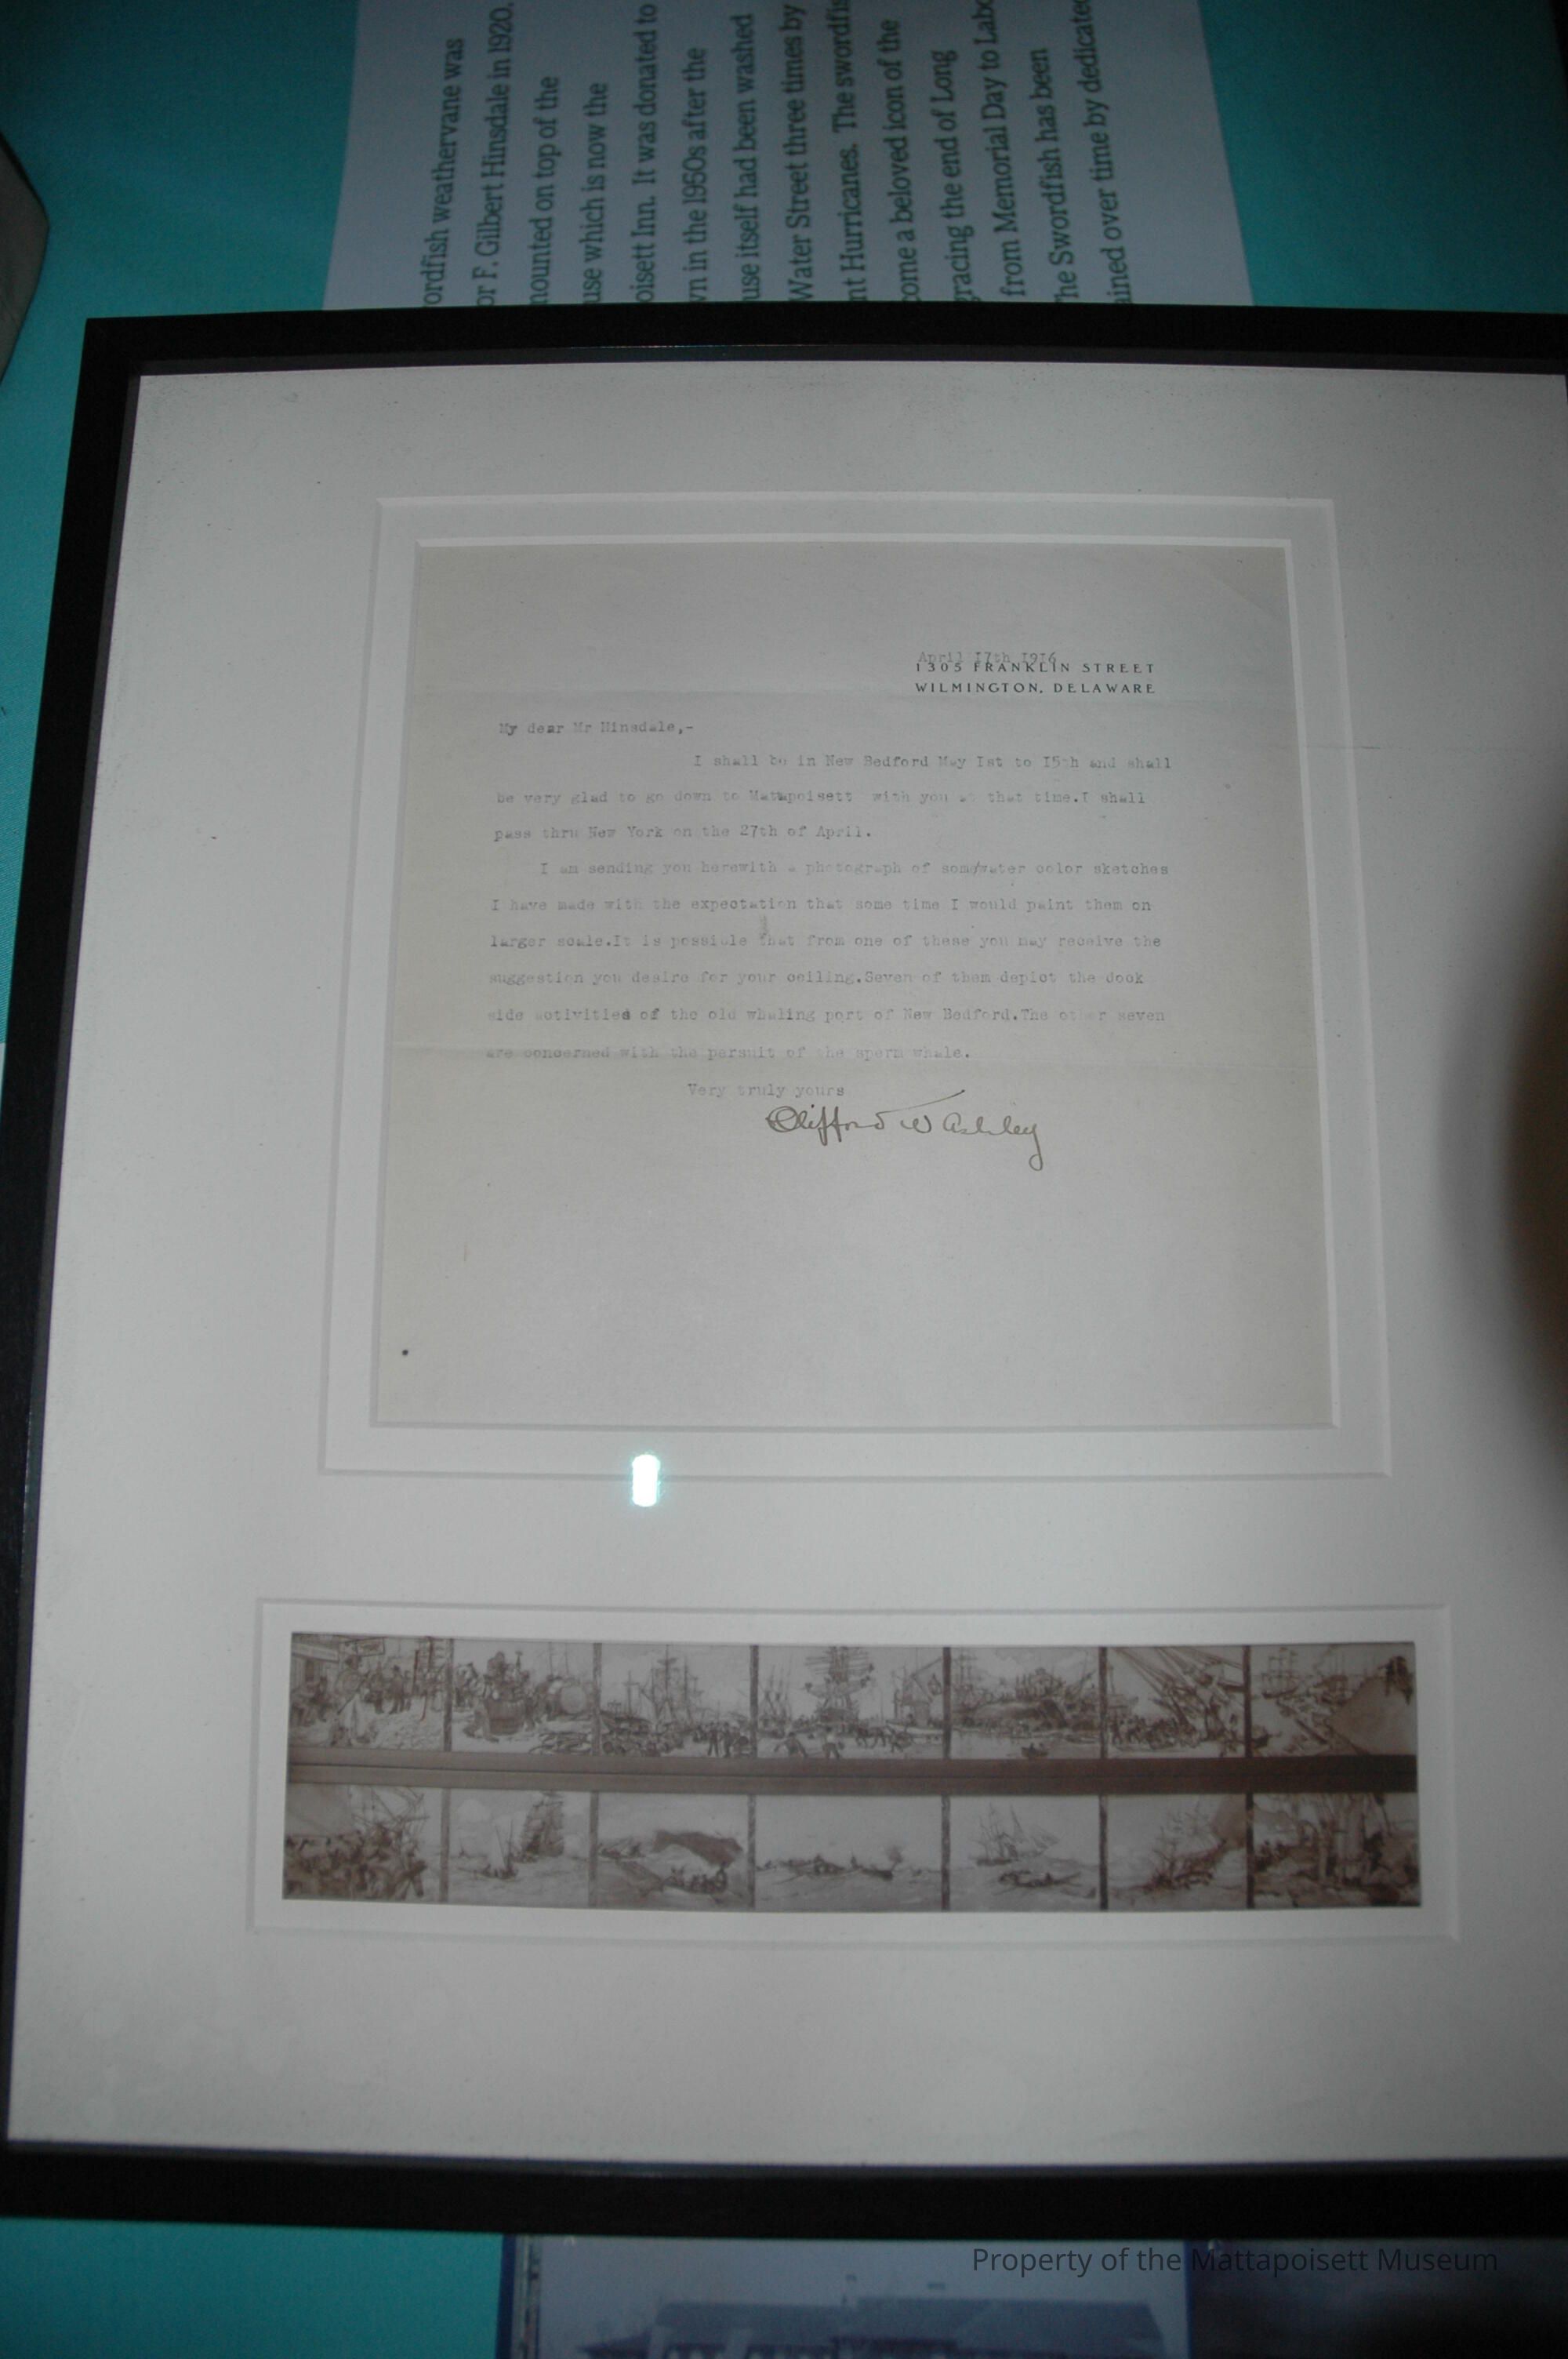 ordfish weathervane was
or F. Gilbert Hinsdale in 1920.
mounted on top of the
use which is now the
oisett Inn. It was donated to
wn in the 1950s after the
use itself had been washed
Water Street three times by
nt Hurricanes. The swordfis
come a beloved icon of the
gracing the end of Long
from Memorial Day to Labo
The Swordfish has been
ained over time by dedicated
April 17th 1916
1305 FRANKLIN STREET
WILMINGTON, DELAWARE
My dear Mr Hinsdale,-
I shall be in New Bedford May Ist to I5th and shall
be very glad to go down to Mattapoisett with you at that time.I shall
pass thru New York on the 27th of April.
I am sending you herewith a photograph of some/water color sketches
I have made with the expectation that some time I would paint them on
larger scale.It is possible that from one of these you may receive the
suggestion you desire for your ceiling.Seven of them depict the dock
side activities of the old whaling port of New Bedford.The other seven
are concerned with the persuit of the sperm whale.
Very truly yours
Clifford W Ashley
Property of the Mattapoisett Museum